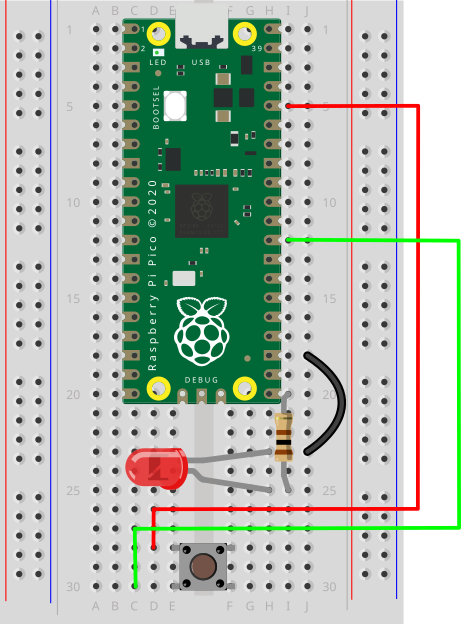 A B C D E F G H I J
1 1 1
2 39
LED USB
BOOTSEL
5 5
10 10
Raspberry Pi Pico © 2020
15 15
DEBUG
20 20
25 25
30 30
A B C D E F G H I J